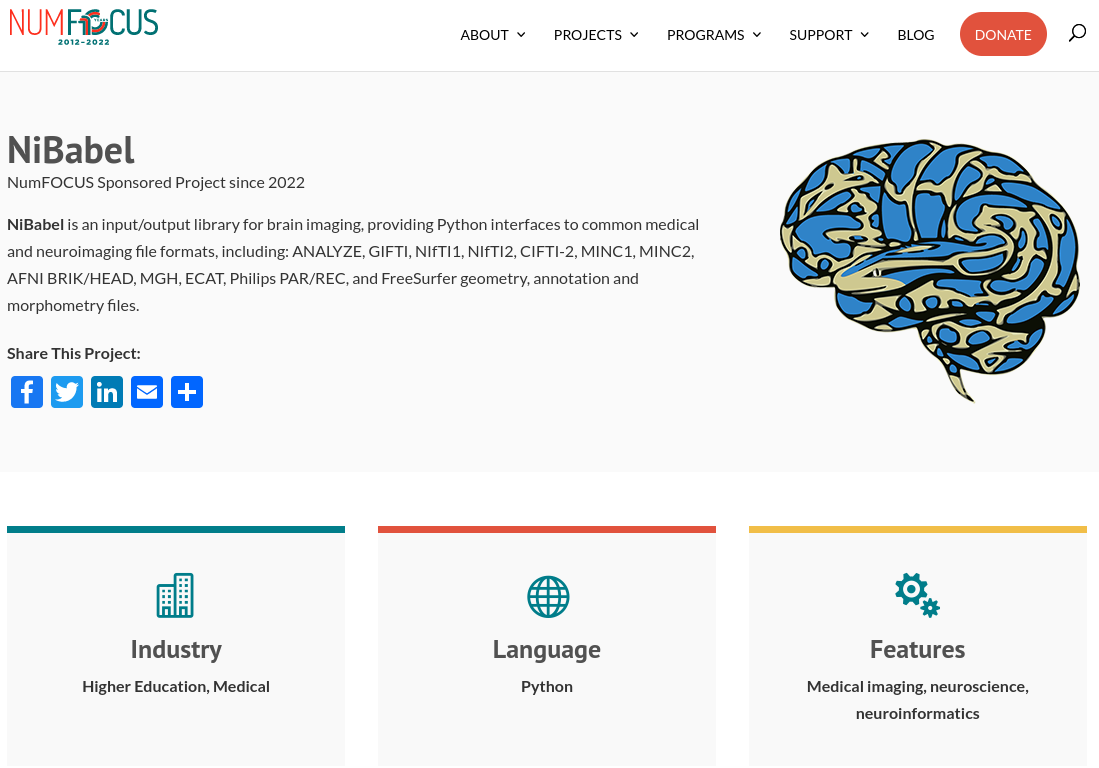 NUMFOCUS
2012-2022
ABOUT PROJECTS PROGRAMS SUPPORT BLOG DONATE
NiBabel
NumFOCUS Sponsored Project since 2022
NiBabel is an input/output library for brain imaging, providing Python interfaces to common medical
and neuroimaging file formats, including: ANALYZE, GIFTI, NIfTI1, NIfTI2, CIFTI-2, MINC1, MINC2,
AFNI BRIK/HEAD, MGH, ECAT, Philips PAR/REC, and FreeSurfer geometry, annotation and
morphometry files.
Share This Project:
Industry
Higher Education, Medical
Language
Python
Features
Medical imaging, neuroscience,
neuroinformatics